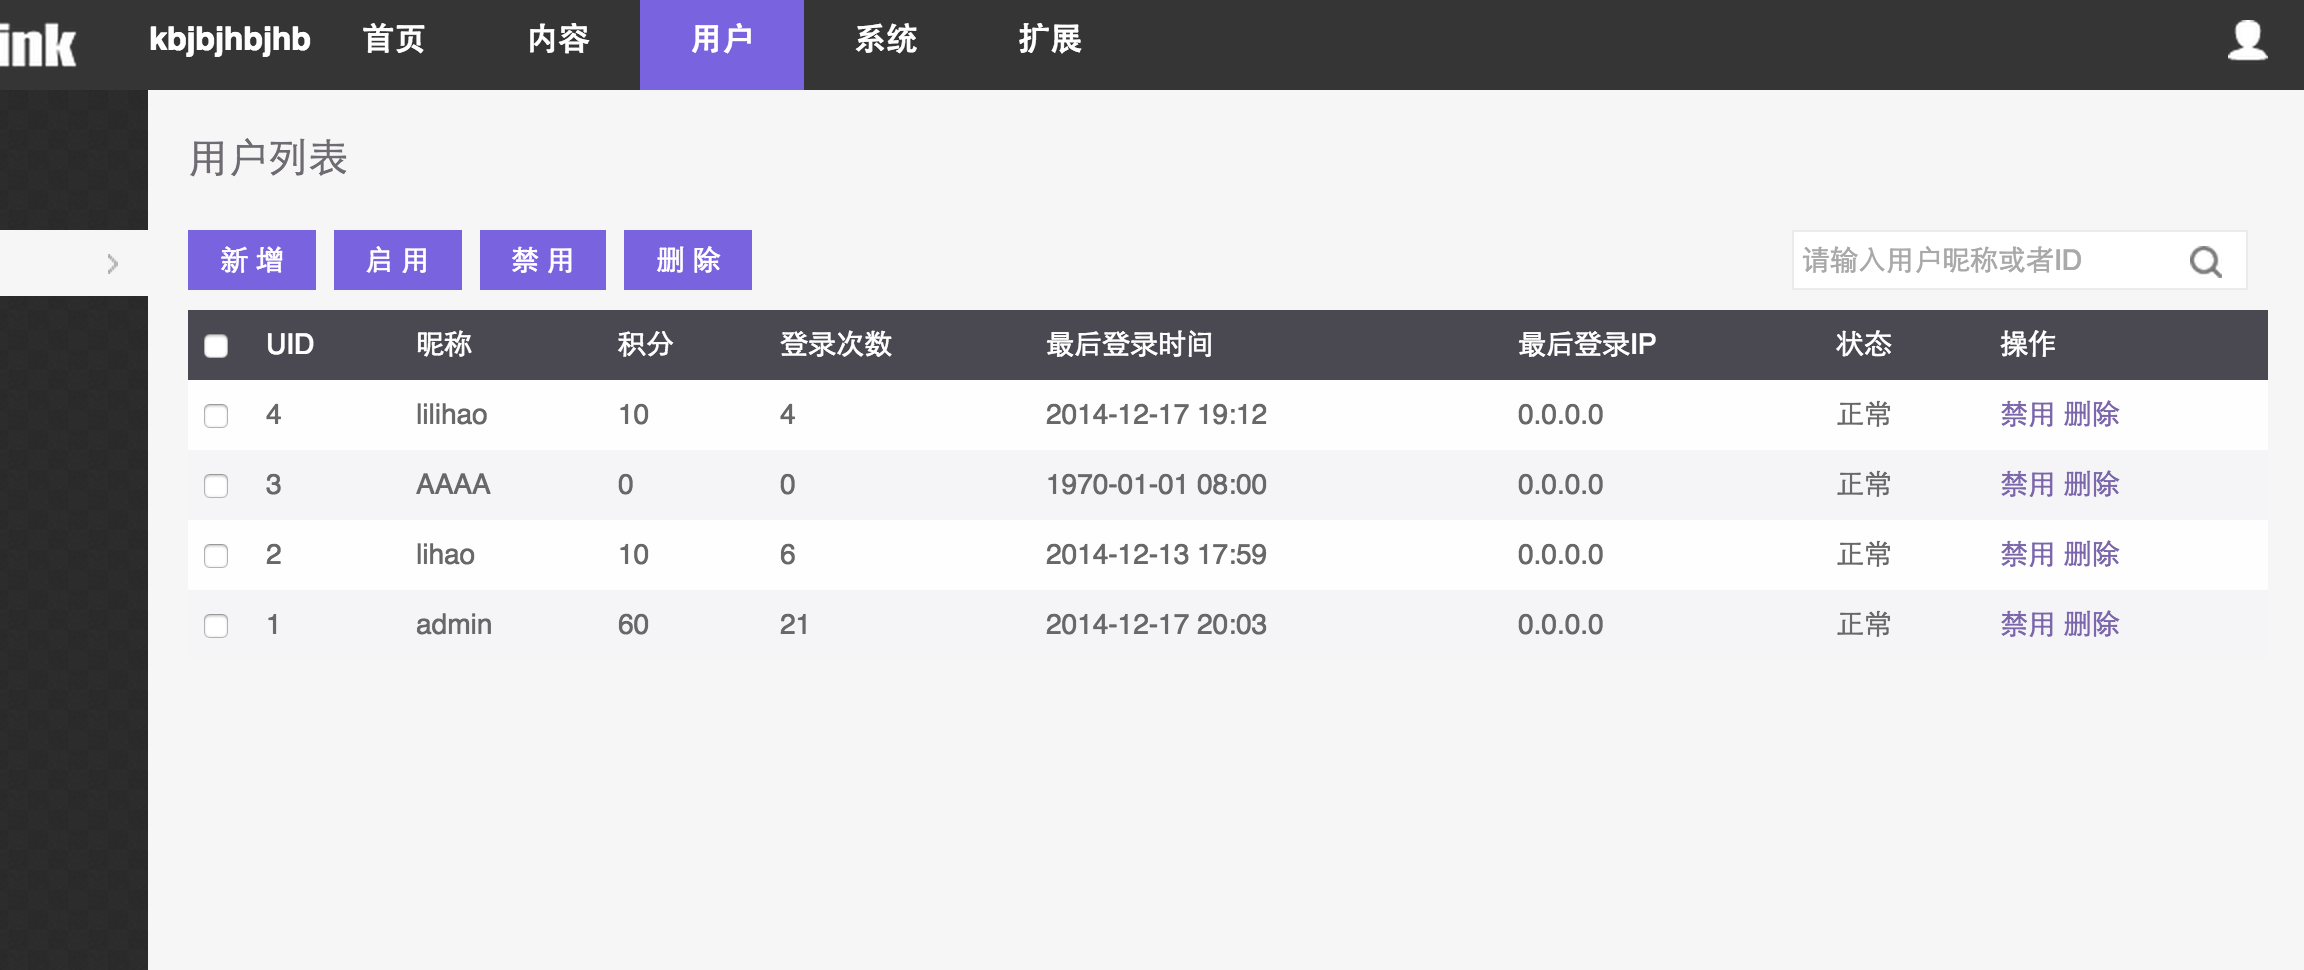 ink kbjbjhbjhb 首页 内容 用户 系统 扩展
用户列表
新 增 启 用 禁 用 删 除 请输入用户昵称或者ID
UID 昵称 积分 登录次数 最后登录时间 最后登录IP 状态 操作
4 lilihao 10 4 2014-12-17 19:12 0.0.0.0 正常 禁用 删除
3 AAAA 0 0 1970-01-01 08:00 0.0.0.0 正常 禁用 删除
2 lihao 10 6 2014-12-13 17:59 0.0.0.0 正常 禁用 删除
1 admin 60 21 2014-12-17 20:03 0.0.0.0 正常 禁用 删除